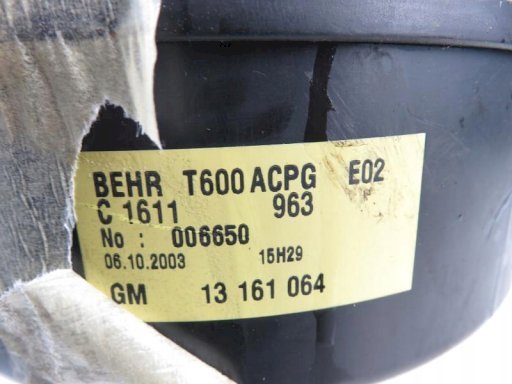 BEHR T600 ACPG E02
C 1611 963
No : 006650
06.10.2003 15H29
GM 13 161 064